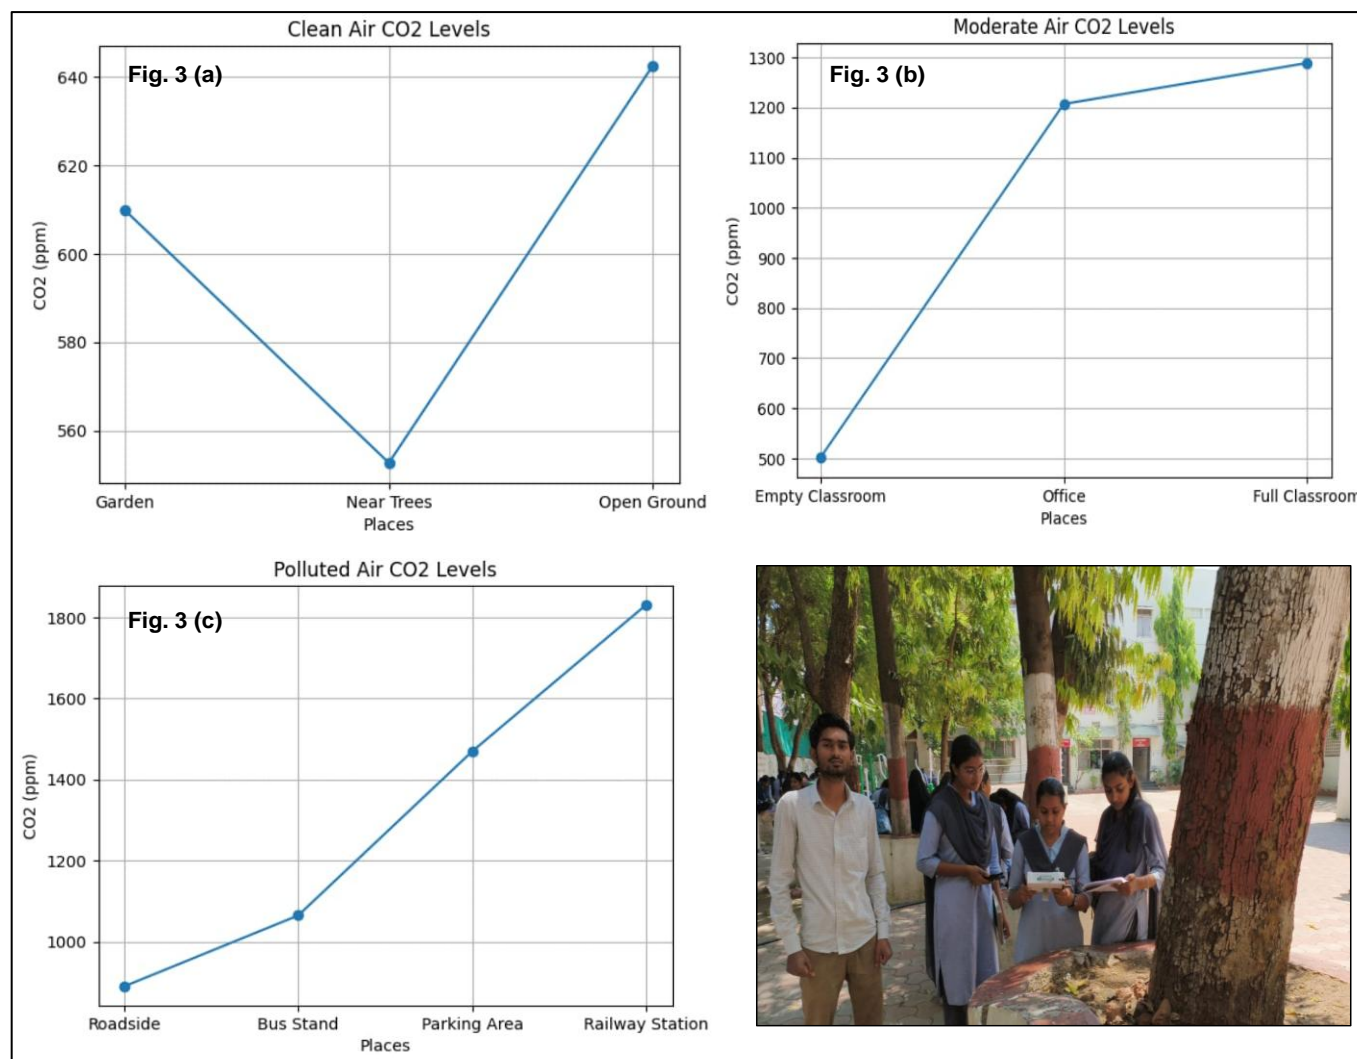 Clean Air CO2 Levels
Fig. 3 (a)
640
620
600
580
560
CO2 (ppm)
Garden
Near Trees
Open Ground
Places
Moderate Air CO2 Levels
Fig. 3 (b)
1300
1200
1100
1000
900
800
700
600
500
CO2 (ppm)
Empty Classroom
Office
Full Classroom
Places
Polluted Air CO2 Levels
Fig. 3 (c)
1800
1600
1400
1200
1000
CO2 (ppm)
Roadside
Bus Stand
Parking Area
Railway Station
Places